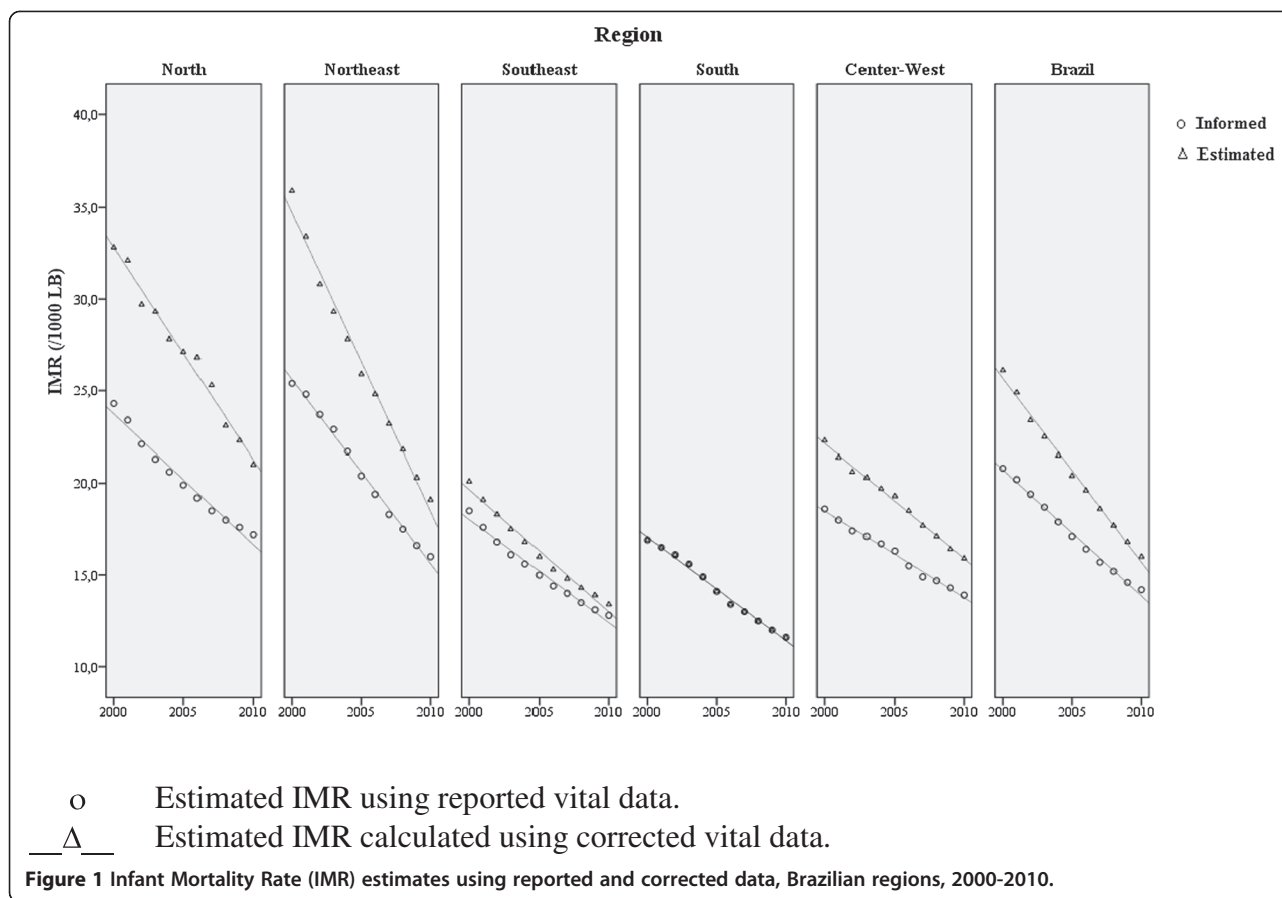 Region
North Northeast Southeast South Center-West Brazil
40,0
35,0
30,0
25,0
20,0
15,0
10,0
IMR (/1000 LB)
2000 2005 2010 2000 2005 2010 2000 2005 2010 2000 2005 2010 2000 2005 2010 2000 2005 2010
o Informed
Δ Estimated
o Estimated IMR using reported vital data.
__Δ__ Estimated IMR calculated using corrected vital data.
Figure 1 Infant Mortality Rate (IMR) estimates using reported and corrected data, Brazilian regions, 2000-2010.